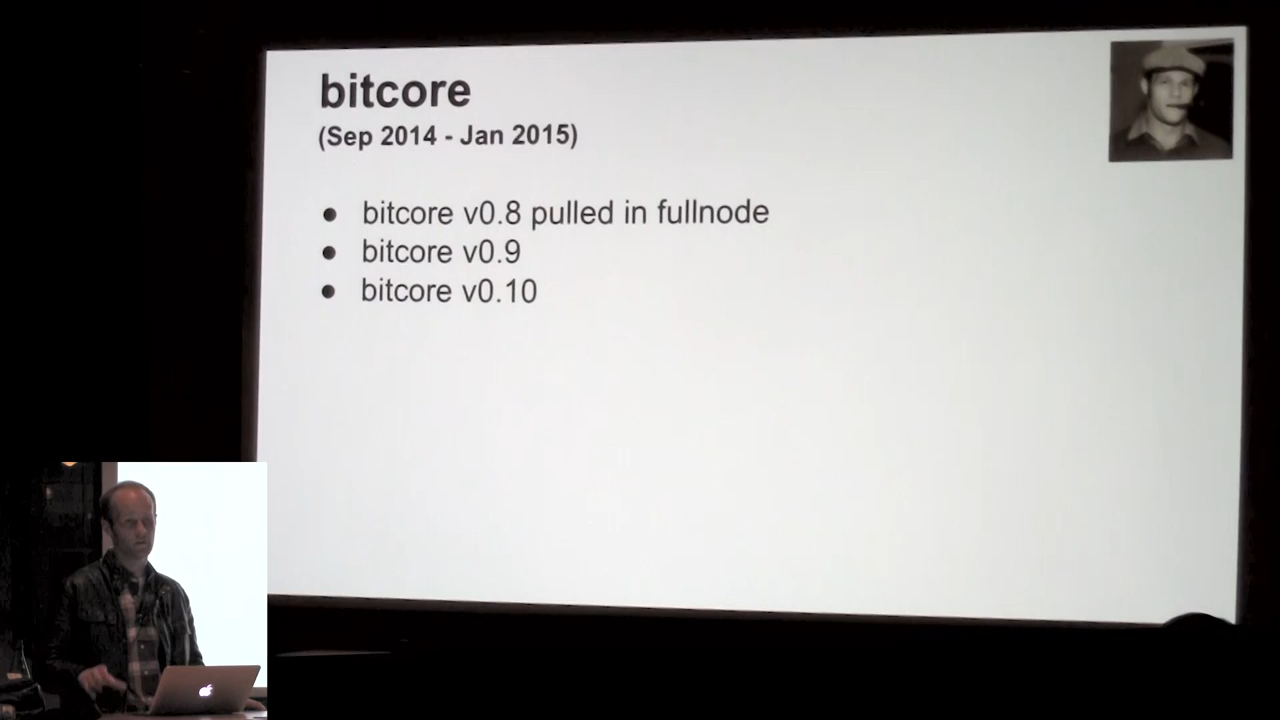 bitcore
(Sep 2014 - Jan 2015)
● bitcore v0.8 pulled in fullnode
● bitcore v0.9
● bitcore v0.10